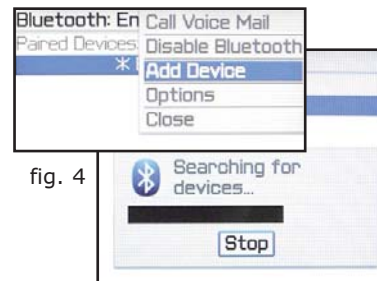 Bluetooth: En
Paired Devices:
Call Voice Mail
Disable Bluetooth
Add Device
Options
Close
fig. 4
Searching for
devices...
Stop